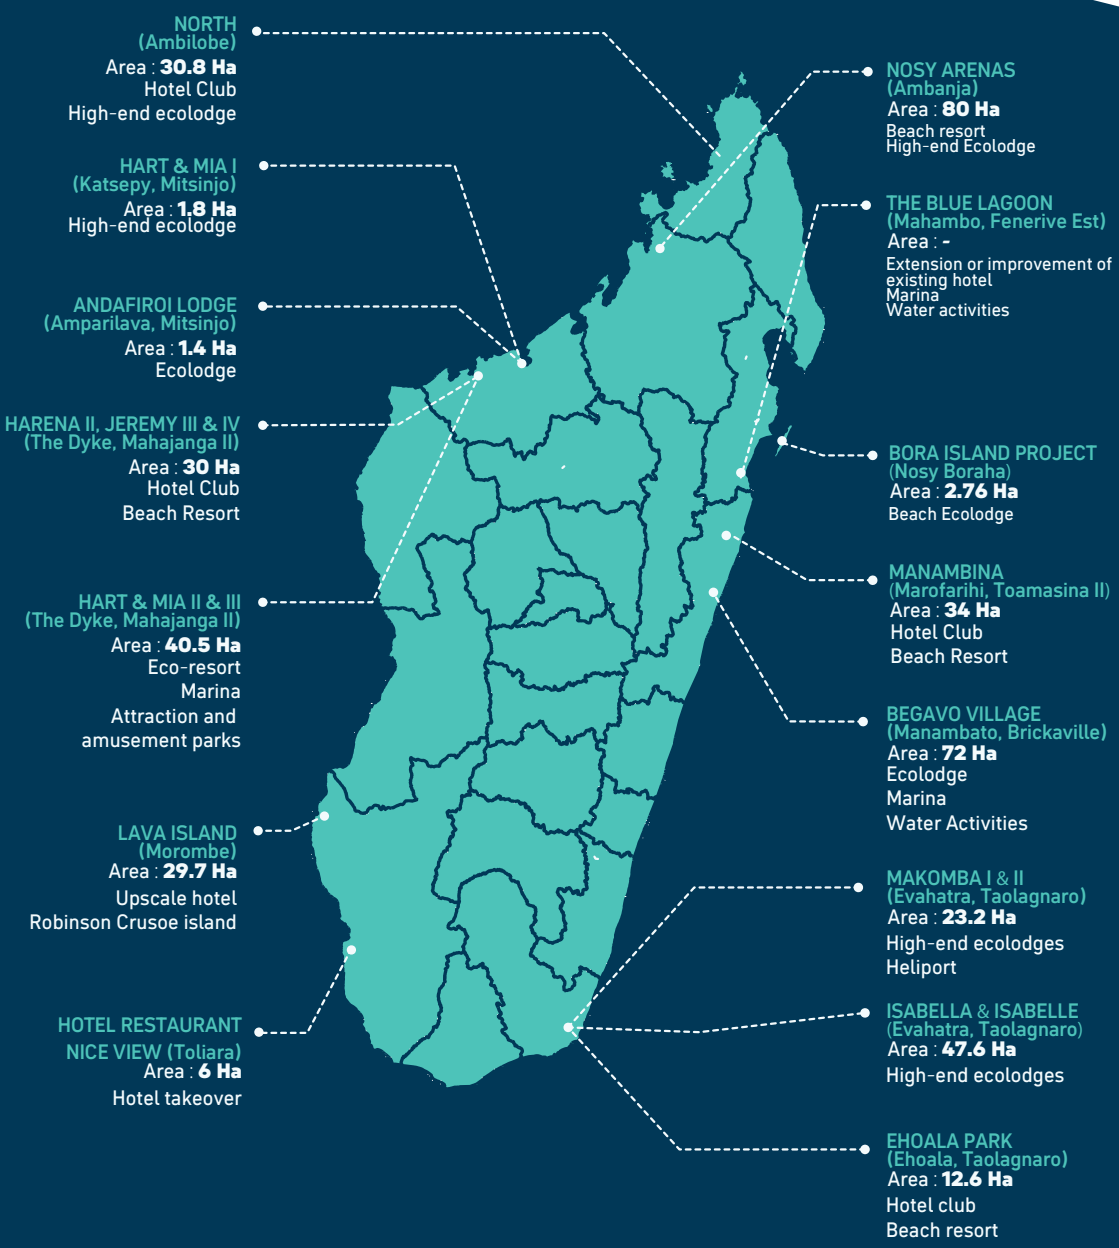 NORTH
(Ambilobe)
Area : 30.8 Ha
Hotel Club
High-end ecolodge
HART & MIA I
(Katsepy, Mitsinjo)
Area : 1.8 Ha
High-end ecolodge
ANDAFIROI LODGE
(Amparilava, Mitsinjo)
Area : 1.4 Ha
Ecolodge
HARENA II, JEREMY III & IV
(The Dyke, Mahajanga II)
Area : 30 Ha
Hotel Club
Beach Resort
HART & MIA II & III
(The Dyke, Mahajanga II)
Area : 40.5 Ha
Eco-resort
Marina
Attraction and
amusement parks
LAVA ISLAND
(Morombe)
Area : 29.7 Ha
Upscale hotel
Robinson Crusoe island
HOTEL RESTAURANT
NICE VIEW (Toliara)
Area : 6 Ha
Hotel takeover
NOSY ARENAS
(Ambanja)
Area : 80 Ha
Beach resort
High-end Ecolodge
THE BLUE LAGOON
(Mahambo, Fenerive Est)
Area : -
Extension or improvement of
existing hotel
Marina
Water activities
BORA ISLAND PROJECT
(Nosy Boraha)
Area : 2.76 Ha
Beach Ecolodge
MANAMBINA
(Marofarihi, Toamasina II)
Area : 34 Ha
Hotel Club
Beach Resort
BEGAVO VILLAGE
(Manambato, Brickaville)
Area : 72 Ha
Ecolodge
Marina
Water Activities
MAKOMBA I & II
(Evahatra, Taolagnaro)
Area : 23.2 Ha
High-end ecolodges
Heliport
ISABELLA & ISABELLE
(Evahatra, Taolagnaro)
Area : 47.6 Ha
High-end ecolodges
EHOALA PARK
(Ehoala, Taolagnaro)
Area : 12.6 Ha
Hotel club
Beach resort